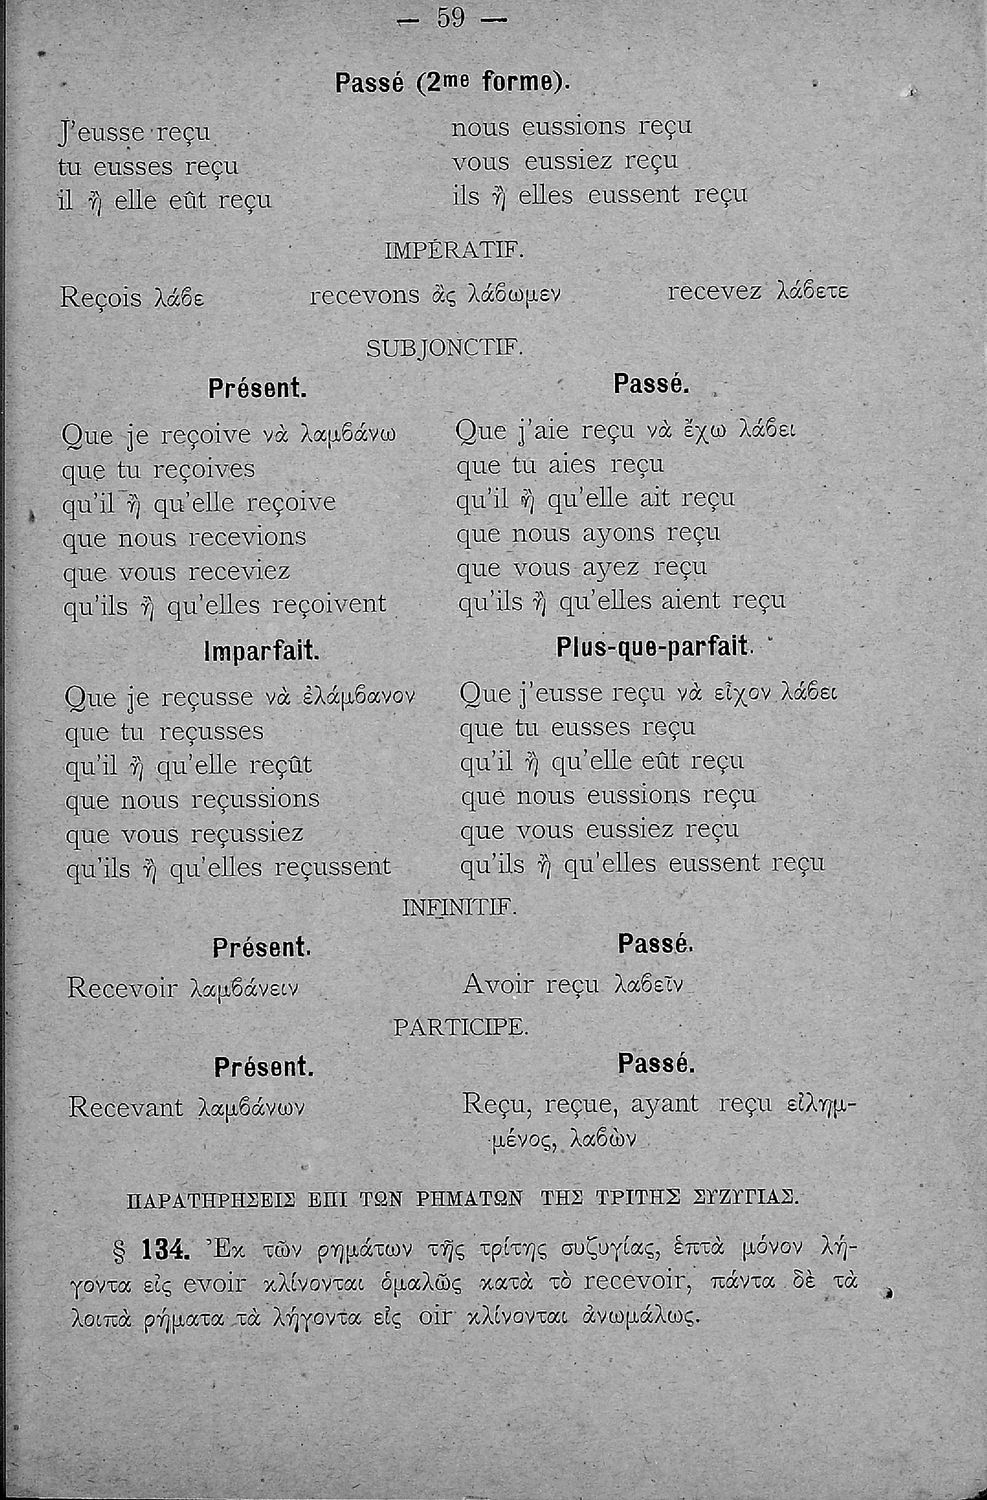 — 59 —
Passé (2me forme).
J'eusse reçu
tu eusses reçu
il ἢ elle eût reçu
nous eussions reçu
vous eussiez reçu
ils ἢ elles eussent reçu
IMPÉRATIF.
Reçois λάϐε recevons ἂς λάϐωμεν recevez λάϐετε
SUBJONCTIF.
Présent.
Que je reçoive νὰ λαμϐάνω
que tu reçoives
qu'il ἢ qu'elle reçoive
que nous recevions
que vous receviez
qu'ils ἢ qu'elles reçoivent
Passé.
Que j'aie reçu νὰ ἔχω λάϐει
que tu aies reçu
qu'il ἢ qu'elle ait reçu
que nous ayons reçu
que vous ayez reçu
qu'ils ἢ qu'elles aient reçu
Imparfait.
Que je reçusse νὰ ἐλάμϐανον
que tu reçusses
qu'il ἢ qu'elle reçût
que nous reçussions
que vous reçussiez
qu'ils ἢ qu'elles reçussent
Plus-que-parfait.
Que j'eusse reçu νὰ εἶχον λάϐει
que tu eusses reçu
qu'il ἢ qu'elle eût reçu
que nous eussions reçu
que vous eussiez reçu
qu'ils ἢ qu'elles eussent reçu
INFINITIF.
Présent.
Recevoir λαμϐάνειν
Passé.
Avoir reçu λαϐεῖν
PARTICIPE.
Présent.
Recevant λαμϐάνων
Passé.
Reçu, reçue, ayant reçu εἰλημ-
μένος, λαϐὼν
ΠΑΡΑΤΗΡΗΣΕΙΣ ΕΠΙ ΤΩΝ ΡΗΜΑΤΩΝ ΤΗΣ ΤΡΙΤΗΣ ΣΥΖΥΓΙΑΣ.
§ 134. Ἐκ τῶν ρημάτων τῆς τρίτης συζυγίας, ἑπτὰ μόνον λή-
γοντα εἰς evoir κλίνονται ὁμαλῶς κατὰ τὸ recevoir, πάντα δὲ τὰ
λοιπὰ ρήματα τὰ λήγοντα εἰς oir κλίνονται ἀνωμάλως.